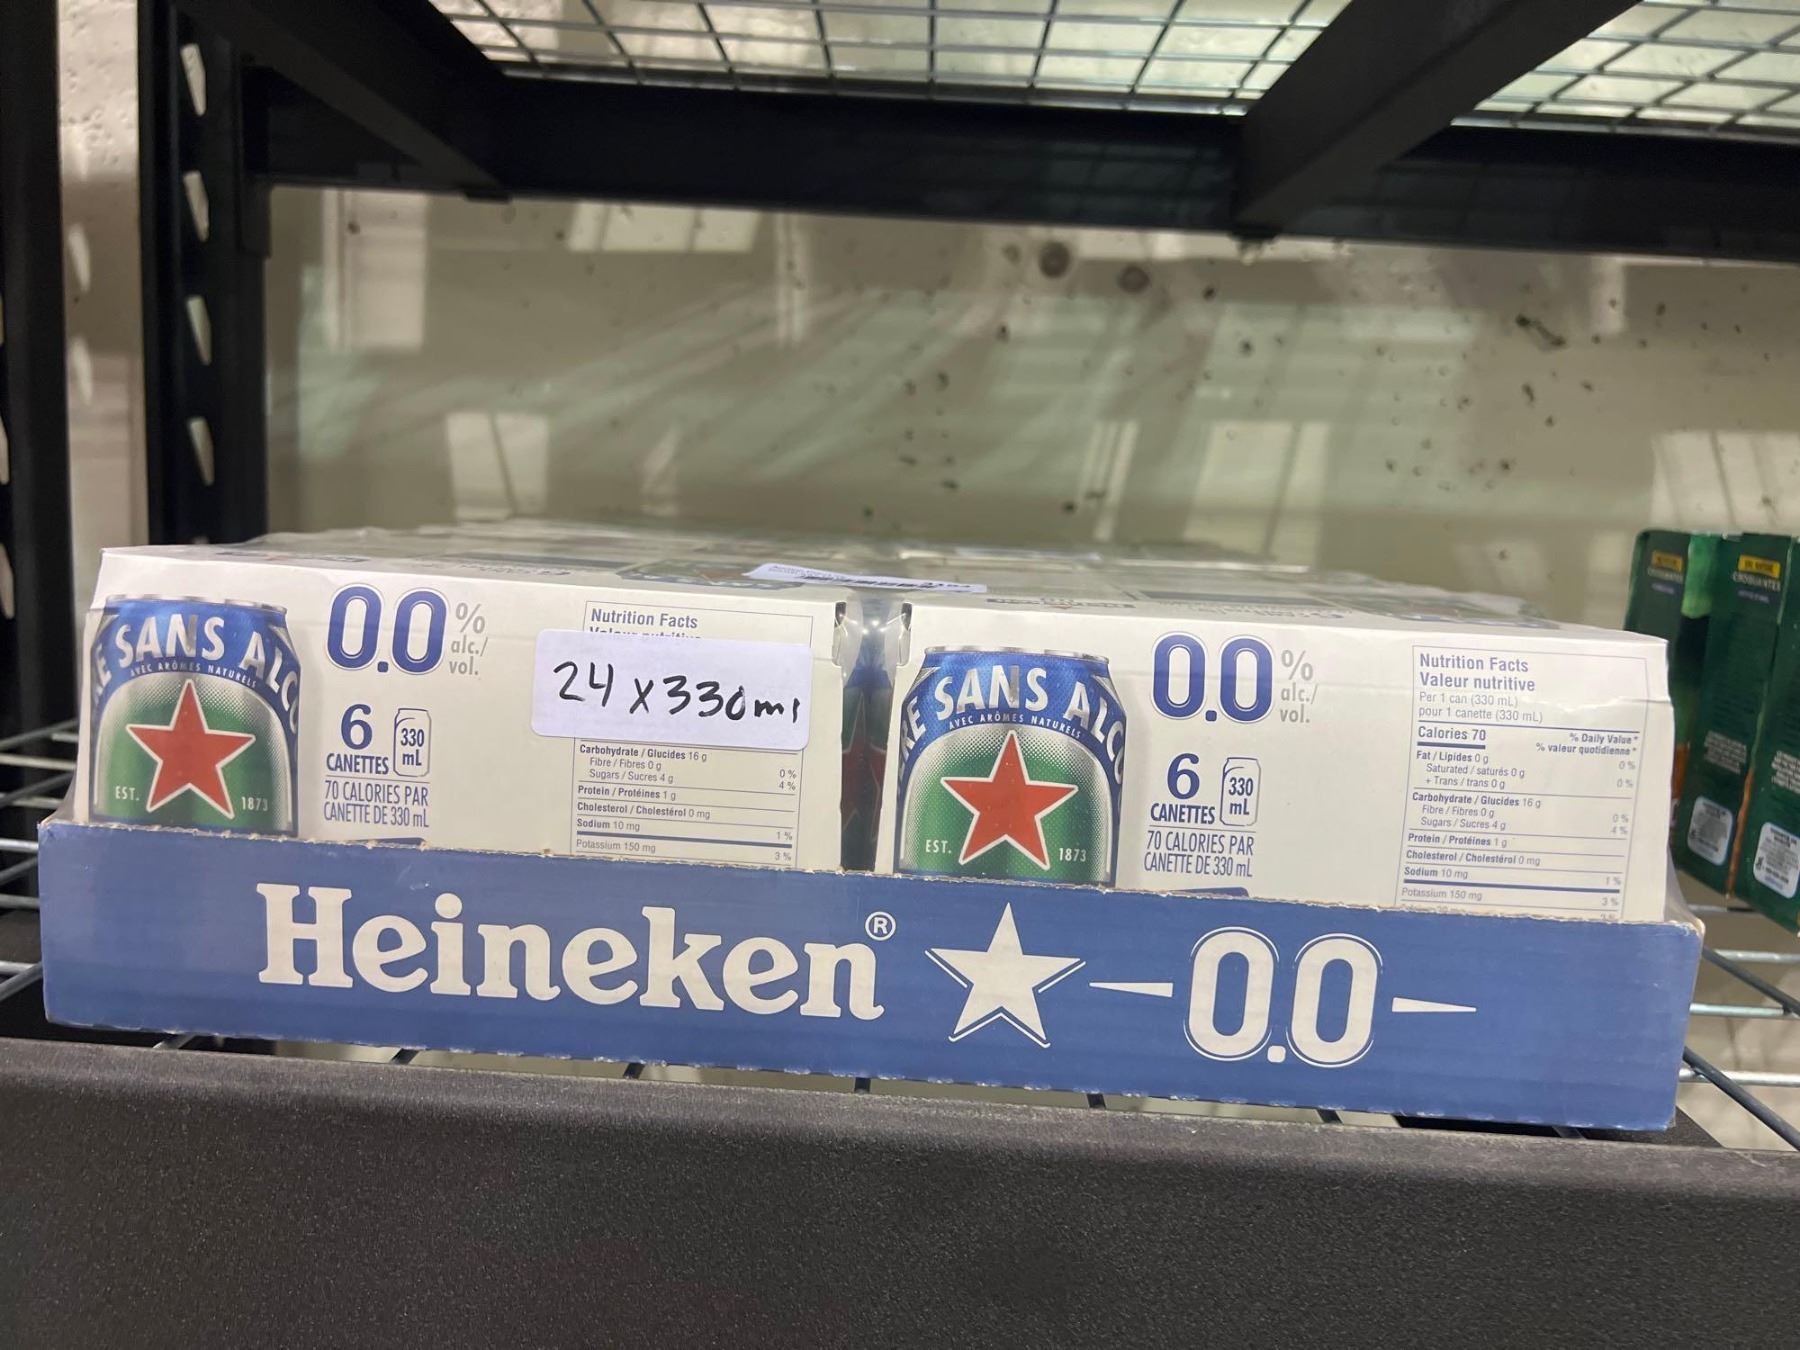 SANS ALC
AVEC ARÔMES NATURELS
EST. 1873
0.0 % alc./ vol.
6
CANETTES
330 mL
70 CALORIES PAR
CANETTE DE 330 mL
Nutrition Facts
24 x 330ml
Carbohydrate / Glucides 16 g
Fibre / Fibres 0 g 0 %
Sugars / Sucres 4 g 4 %
Protein / Protéines 1 g
Cholesterol / Cholestérol 0 mg
Sodium 10 mg 1 %
Potassium 150 mg 3 %
RE SANS ALCO
AVEC ARÔMES NATURELS
EST. 1873
0.0 % alc./ vol.
6
CANETTES
330 mL
70 CALORIES PAR
CANETTE DE 330 mL
Nutrition Facts
Valeur nutritive
Per 1 can (330 mL)
pour 1 canette (330 mL)
Calories 70 % Daily Value*
% valeur quotidienne*
Fat / Lipides 0 g 0 %
Saturated / saturés 0 g
+ Trans / trans 0 g 0 %
Carbohydrate / Glucides 16 g
Fibre / Fibres 0 g 0 %
Sugars / Sucres 4 g 4 %
Protein / Protéines 1 g
Cholesterol / Cholestérol 0 mg
Sodium 10 mg 1 %
Potassium 150 mg 3 %
Heineken® 0.0
CROQUANTES